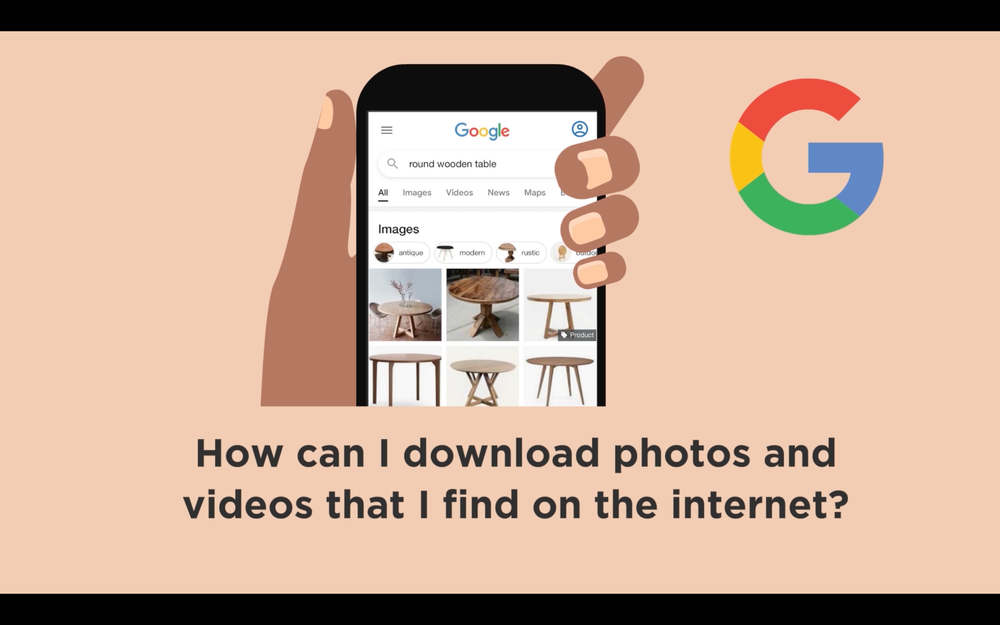 Google
round wooden table
All Images Videos News Maps
Images
antique modern rustic
Product
How can I download photos and
videos that I find on the internet?